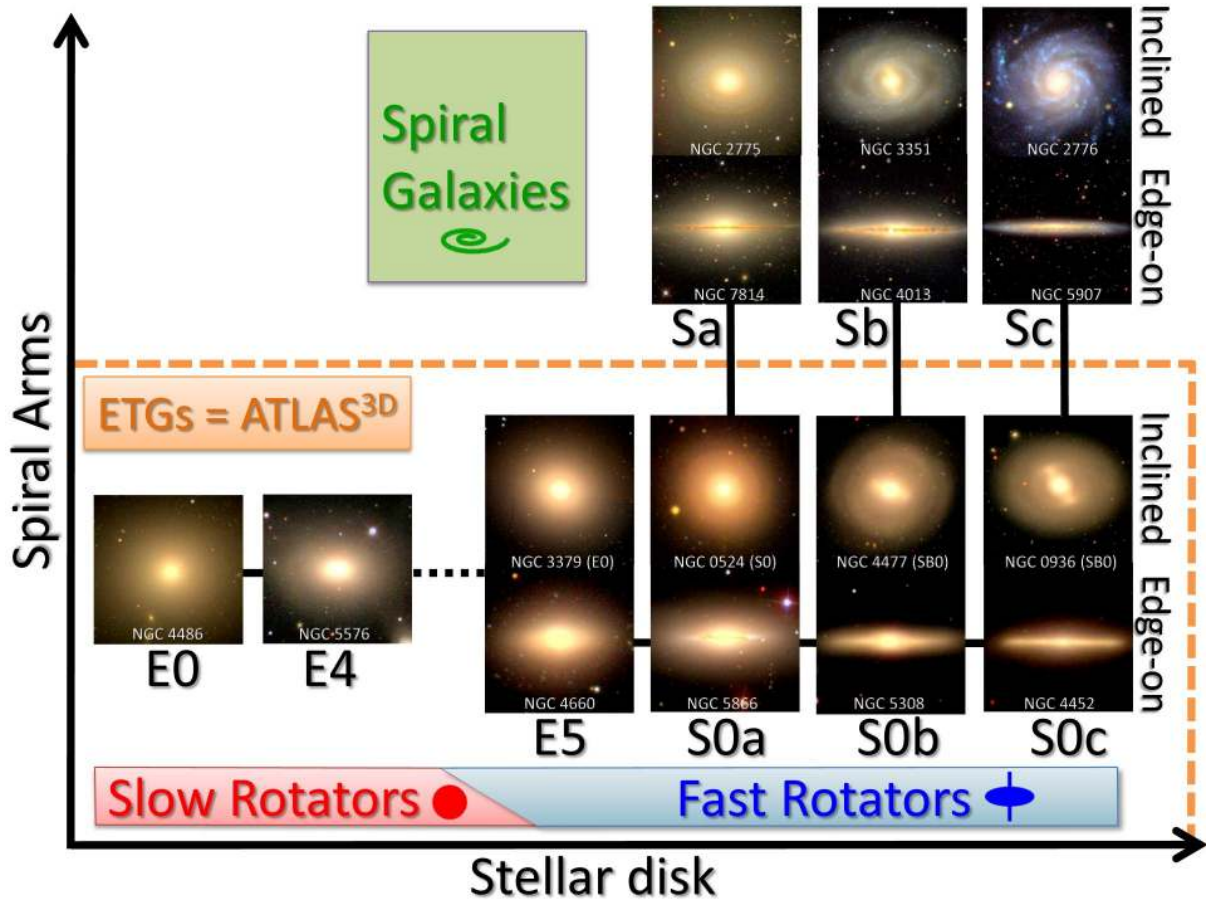 Spiral
Galaxies
NGC 2775
NGC 3351
NGC 2776
Inclined
NGC 7814
NGC 4013
NGC 5907
Edge-on
Sa
Sb
Sc
Spiral Arms
ETGs = ATLAS3D
NGC 3379 (E0)
NGC 0524 (S0)
NGC 4477 (SB0)
NGC 0936 (SB0)
Inclined
NGC 4486
NGC 5576
E0
E4
NGC 4660
NGC 5866
NGC 5308
NGC 4452
Edge-on
E5
S0a
S0b
S0c
Slow Rotators
Fast Rotators
Stellar disk